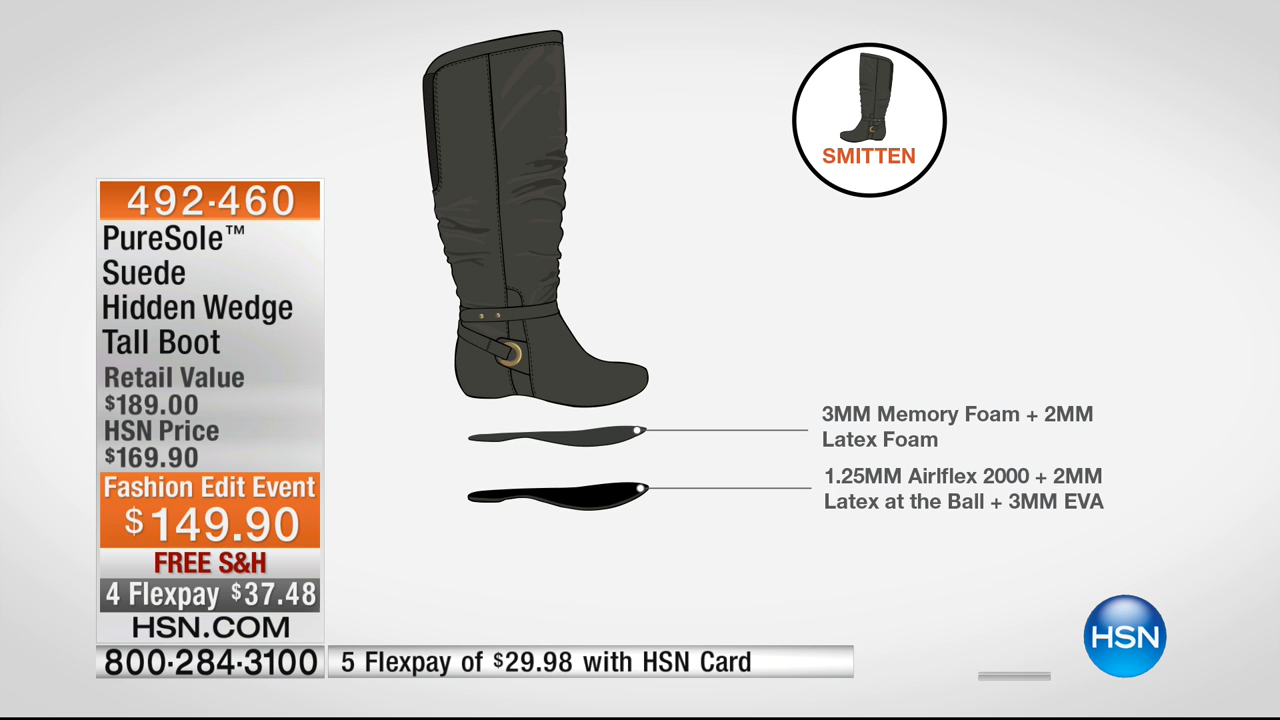 SMITTEN
492·460
PureSole™
Suede
Hidden Wedge
Tall Boot
Retail Value
$189.00
HSN Price
$169.90
Fashion Edit Event
$149.90
FREE S&H
4 Flexpay $37.48
HSN.COM
800·284·3100
5 Flexpay of $29.98 with HSN Card
3MM Memory Foam + 2MM
Latex Foam
1.25MM Airlflex 2000 + 2MM
Latex at the Ball + 3MM EVA
HSN